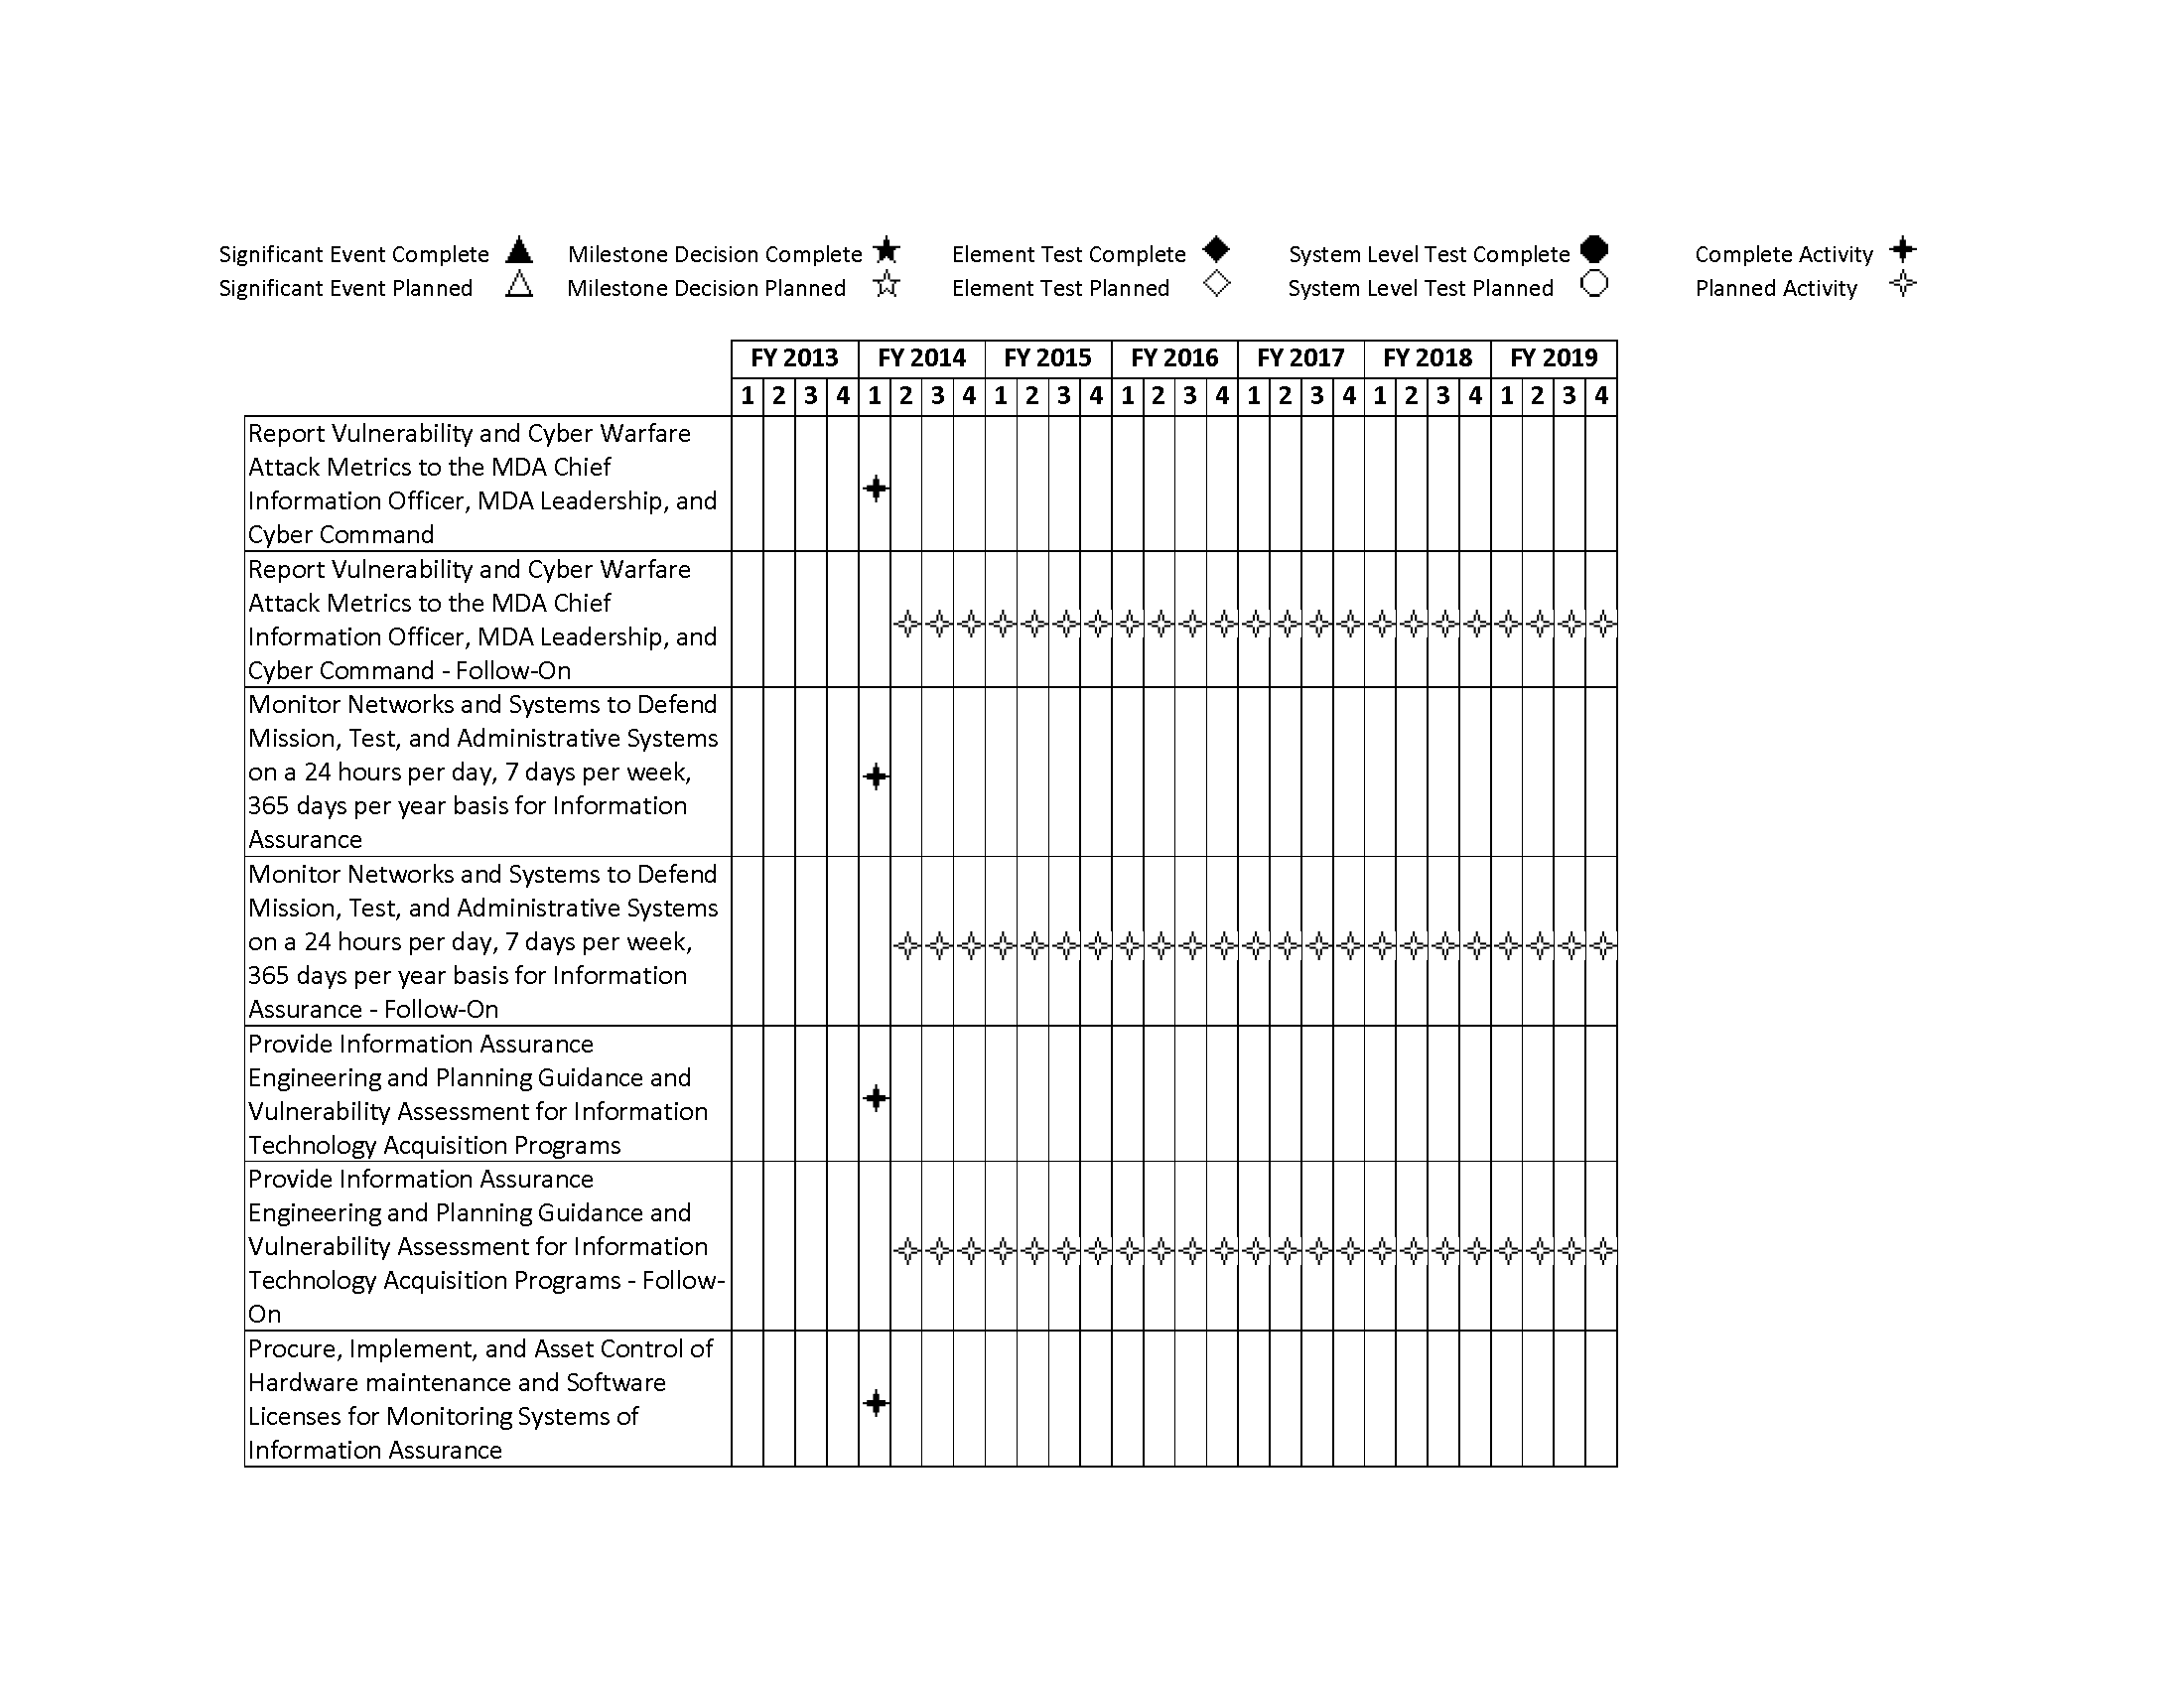 Significant Event Complete Milestone Decision Complete Element Test Complete System Level Test Complete Complete Activity
Significant Event Planned Milestone Decision Planned Element Test Planned System Level Test Planned Planned Activity
FY 2013 FY 2014 FY 2015 FY 2016 FY 2017 FY 2018 FY 2019
1 2 3 4 1 2 3 4 1 2 3 4 1 2 3 4 1 2 3 4 1 2 3 4 1 2 3 4
Report Vulnerability and Cyber Warfare
Attack Metrics to the MDA Chief
Information Officer, MDA Leadership, and
Cyber Command
Report Vulnerability and Cyber Warfare
Attack Metrics to the MDA Chief
Information Officer, MDA Leadership, and
Cyber Command - Follow-On
Monitor Networks and Systems to Defend
Mission, Test, and Administrative Systems
on a 24 hours per day, 7 days per week,
365 days per year basis for Information
Assurance
Monitor Networks and Systems to Defend
Mission, Test, and Administrative Systems
on a 24 hours per day, 7 days per week,
365 days per year basis for Information
Assurance - Follow-On
Provide Information Assurance
Engineering and Planning Guidance and
Vulnerability Assessment for Information
Technology Acquisition Programs
Provide Information Assurance
Engineering and Planning Guidance and
Vulnerability Assessment for Information
Technology Acquisition Programs - Follow-
On
Procure, Implement, and Asset Control of
Hardware maintenance and Software
Licenses for Monitoring Systems of
Information Assurance